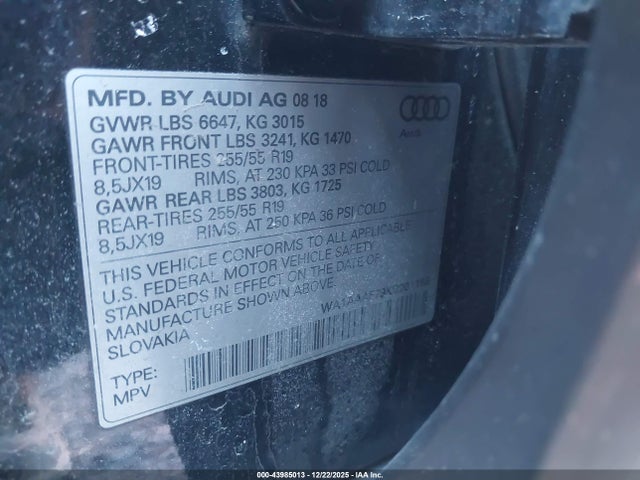 MFD. BY AUDI AG 08 18
GVWR LBS 6647, KG 3015
GAWR FRONT LBS 3241, KG 1470
FRONT-TIRES 255/55 R19
8,5JX19 RIMS, AT 230 KPA 33 PSI COLD
GAWR REAR LBS 3803, KG 1725
REAR-TIRES 255/55 R19
8,5JX19 RIMS, AT 250 KPA 36 PSI COLD
Audi
THIS VEHICLE CONFORMS TO ALL APPLICABLE
U.S. FEDERAL MOTOR VEHICLE SAFETY
STANDARDS IN EFFECT ON THE DATE OF
MANUFACTURE SHOWN ABOVE.
SLOVAKIA
TYPE:
MPV
000-43985013 - 12/22/2025 - IAA Inc.